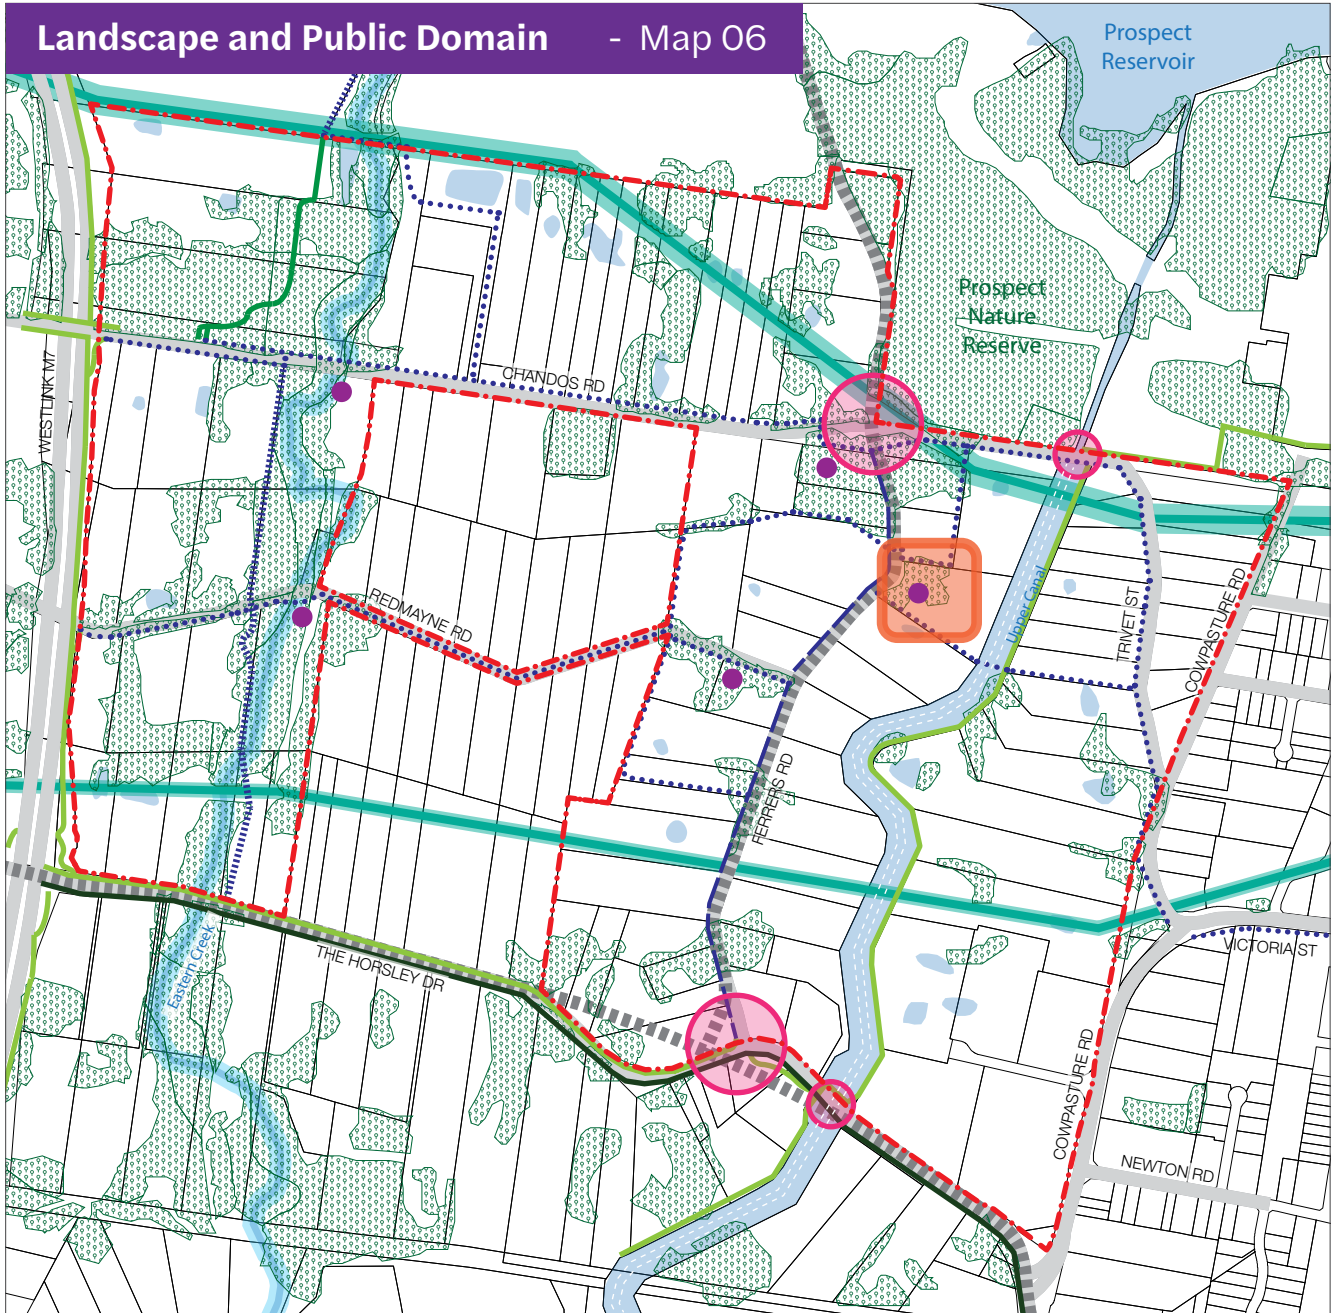 Landscape and Public Domain - Map 06
Prospect
Reservoir
Prospect
Nature
Reserve
WESTLINK M7
CHANDOS RD
REDMAYNE RD
Upper Canal
TRIVET ST
COWPASTURE RD
FERRERS RD
VICTORIA ST
Eastern Creek
THE HORSLEY DR
COWPASTURE RD
NEWTON RD